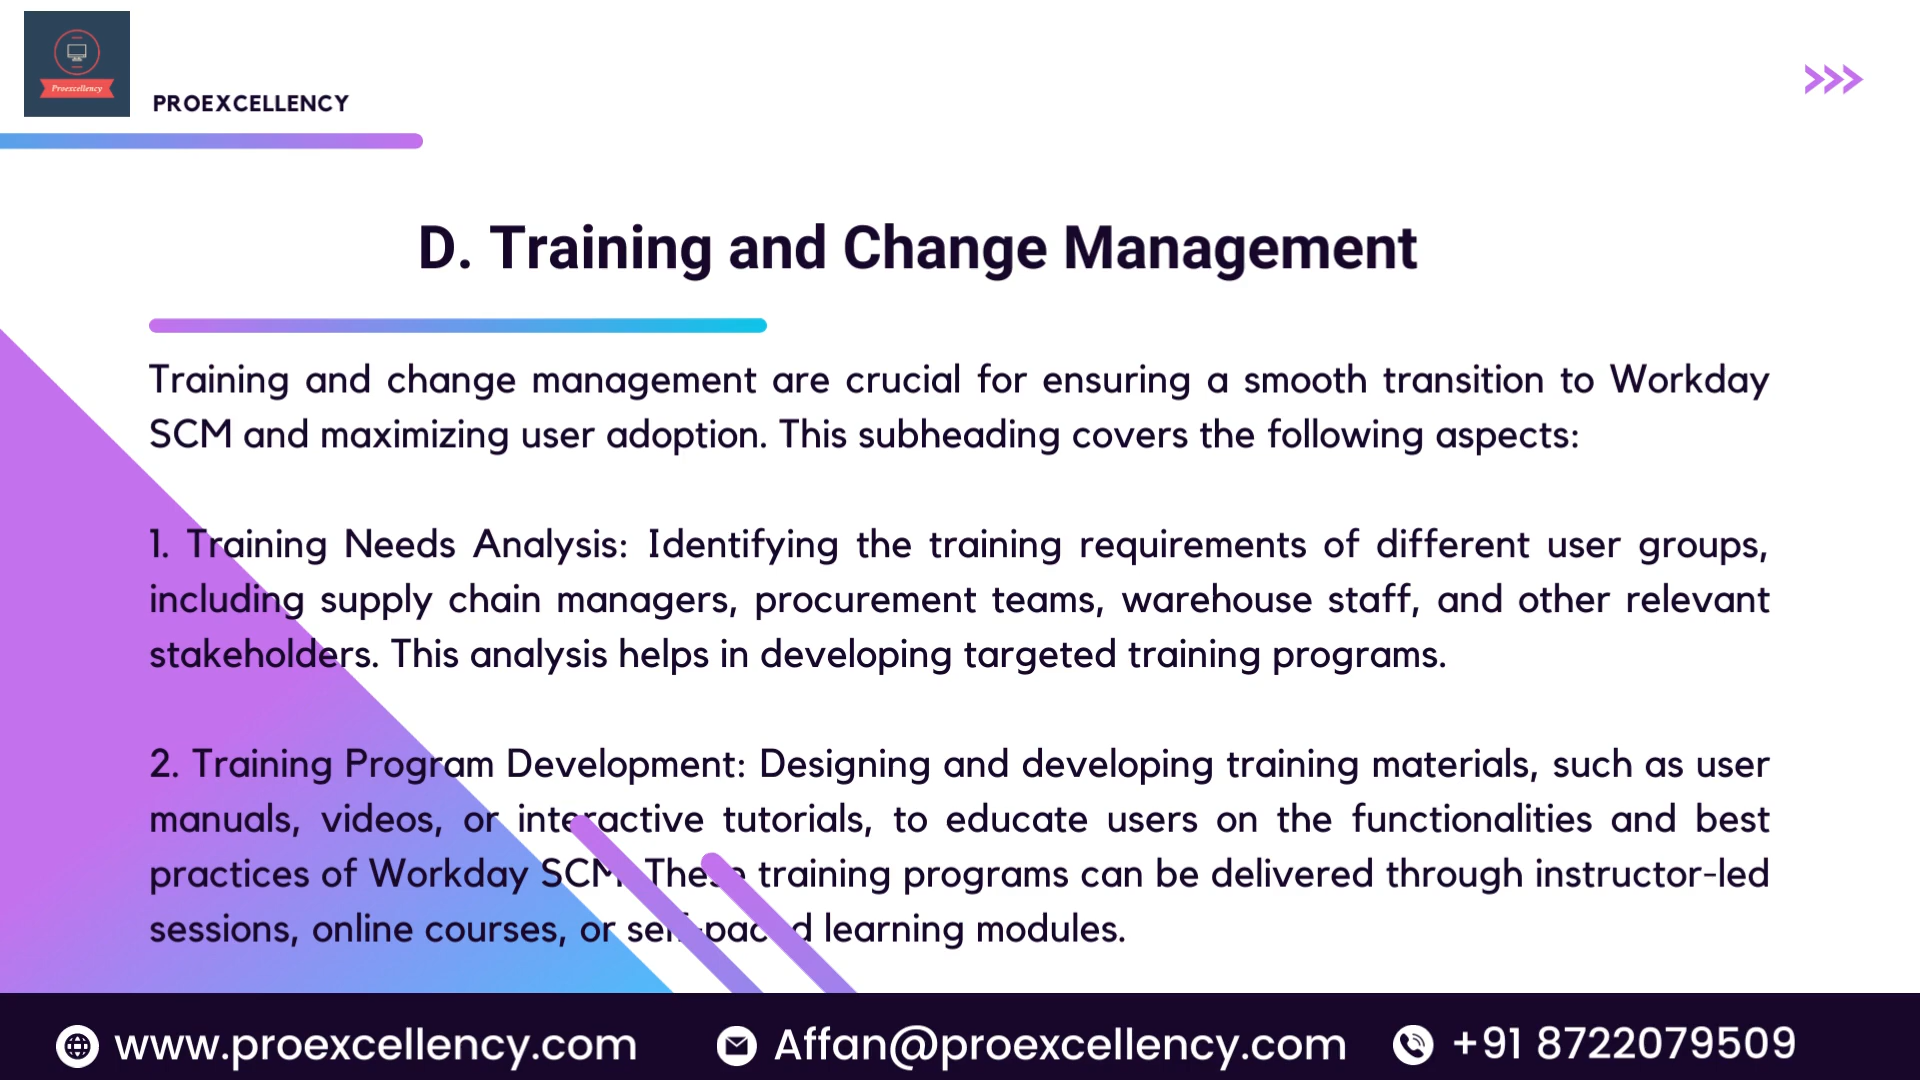 Proexcellency
PROEXCELLENCY
D. Training and Change Management
Training and change management are crucial for ensuring a smooth transition to Workday
SCM and maximizing user adoption. This subheading covers the following aspects:
1. Training Needs Analysis: Identifying the training requirements of different user groups,
including supply chain managers, procurement teams, warehouse staff, and other relevant
stakeholders. This analysis helps in developing targeted training programs.
2. Training Program Development: Designing and developing training materials, such as user
manuals, videos, or interactive tutorials, to educate users on the functionalities and best
practices of Workday SCM. These training programs can be delivered through instructor-led
sessions, online courses, or self-paced learning modules.
www.proexcellency.com
Affan@proexcellency.com
+91 8722079509